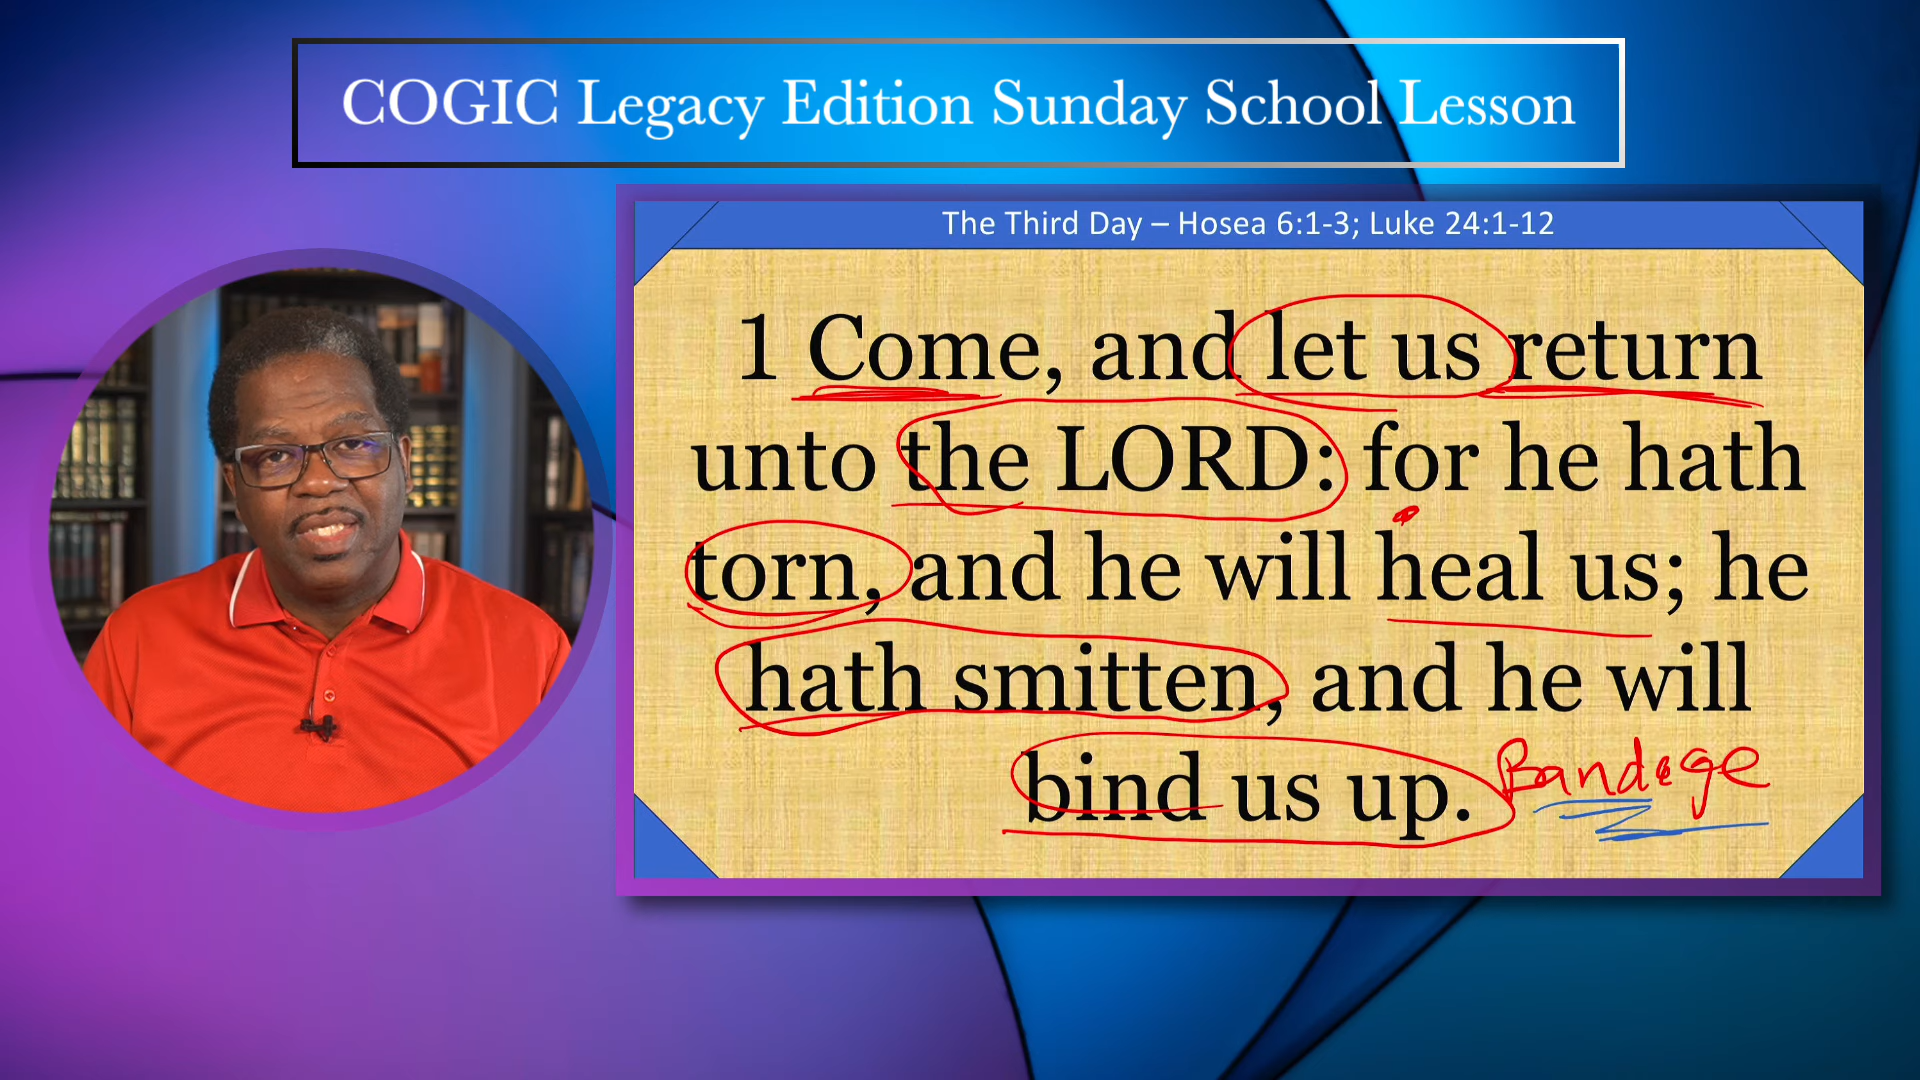 COGIC Legacy Edition Sunday School Lesson
The Third Day – Hosea 6:1-3; Luke 24:1-12
1 Come, and let us return
unto the LORD: for he hath
torn, and he will heal us; he
hath smitten, and he will
bind us up. Bandege